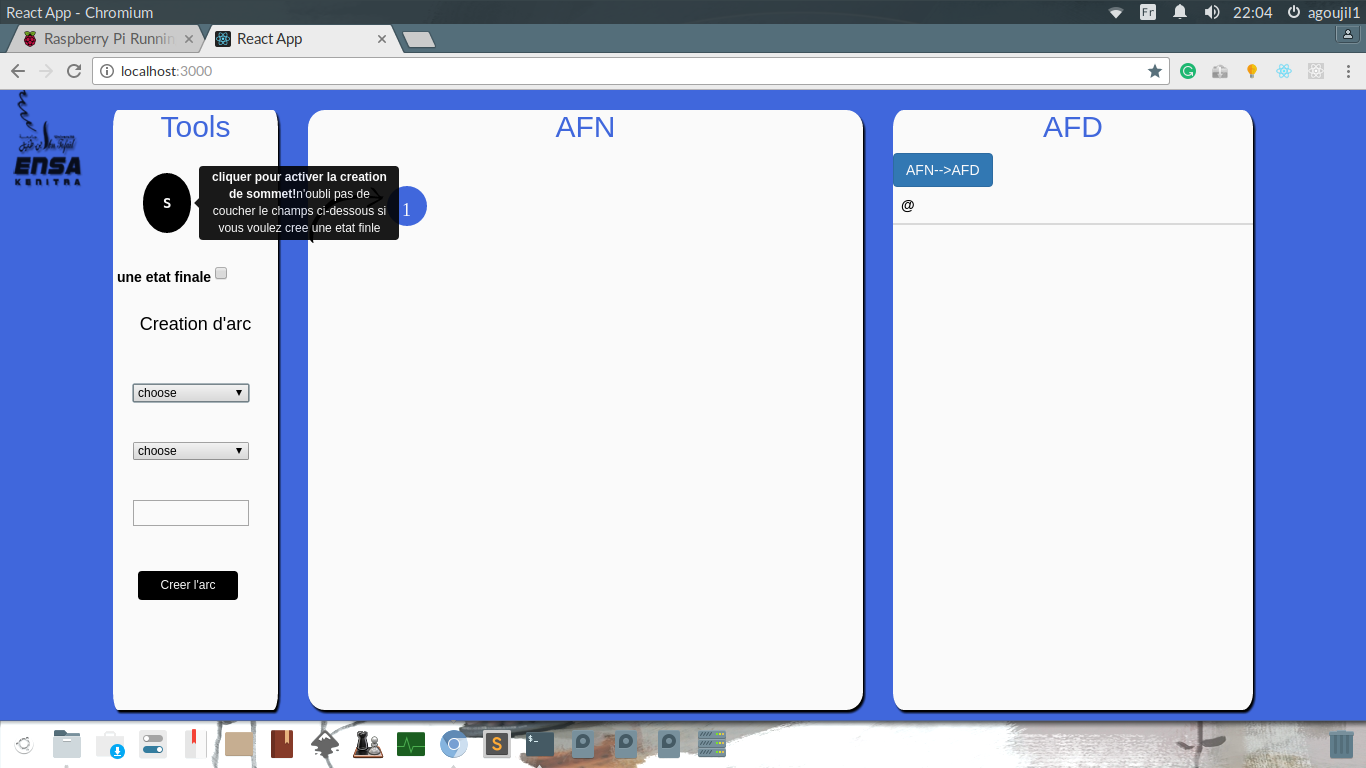 React App - Chromium
Fr
22:04
agoujil1
Raspberry Pi Runnin
React App
localhost:3000
ENSA
KENITRA
Tools
AFN
AFD
S
cliquer pour activer la creation
de sommet!n'oubli pas de
coucher le champs ci-dessous si
vous voulez cree une etat finle
1
AFN-->AFD
@
une etat finale
Creation d'arc
choose
choose
Creer l'arc
S
$_